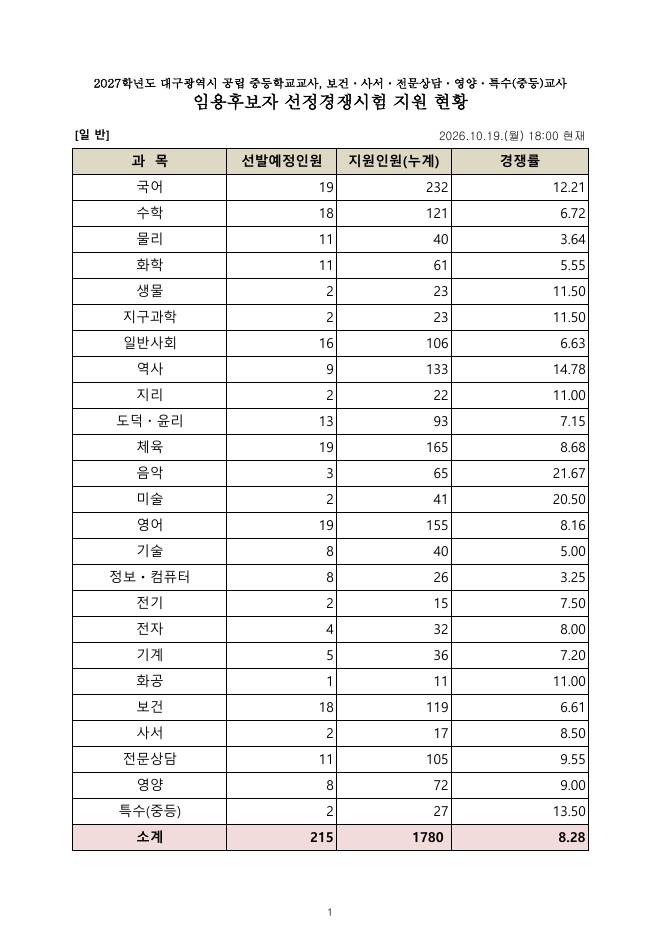 2027학년도 대구광역시 공립 중등학교교사, 보건・사서・전문상담・영양・특수(중등)교사
임용후보자 선정경쟁시험 지원 현황
[일 반] 2026.10.19.(월) 18:00 현재
과 목 선발예정인원 지원인원(누계) 경쟁률
국어 19 232 12.21
수학 18 121 6.72
물리 11 40 3.64
화학 11 61 5.55
생물 2 23 11.50
지구과학 2 23 11.50
일반사회 16 106 6.63
역사 9 133 14.78
지리 2 22 11.00
도덕・윤리 13 93 7.15
체육 19 165 8.68
음악 3 65 21.67
미술 2 41 20.50
영어 19 155 8.16
기술 8 40 5.00
정보・컴퓨터 8 26 3.25
전기 2 15 7.50
전자 4 32 8.00
기계 5 36 7.20
화공 1 11 11.00
보건 18 119 6.61
사서 2 17 8.50
전문상담 11 105 9.55
영양 8 72 9.00
특수(중등) 2 27 13.50
소계 215 1780 8.28
1